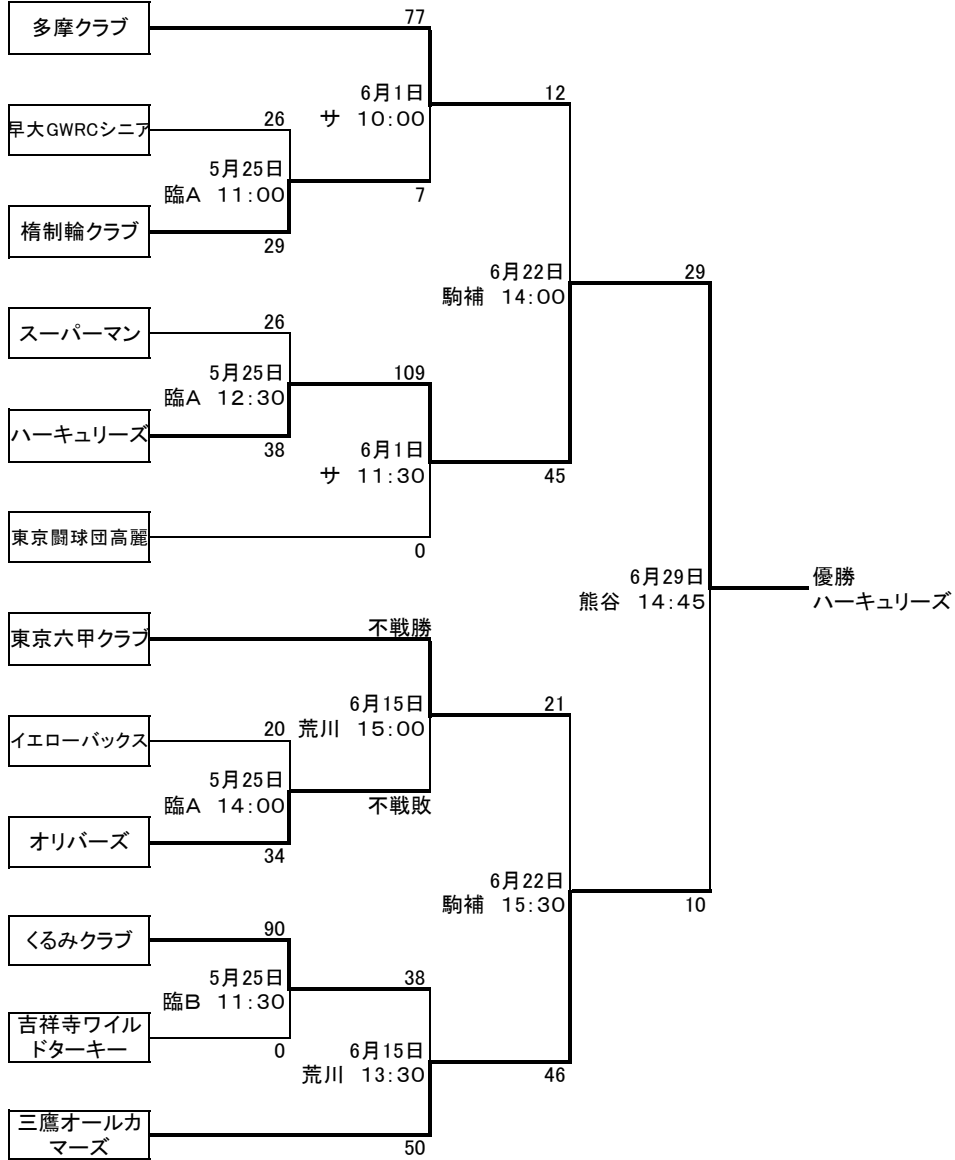 多摩クラブ
77
6月1日
サ 10:00
12
早大GWRCシニア
26
5月25日
臨A 11:00
7
楕制輪クラブ
29
6月22日
駒補 14:00
29
スーパーマン
26
5月25日
臨A 12:30
109
ハーキュリーズ
38
6月1日
サ 11:30
45
東京闘球団高麗
0
6月29日
熊谷 14:45
優勝
ハーキュリーズ
東京六甲クラブ
不戦勝
6月15日
荒川 15:00
21
イエローバックス
20
5月25日
臨A 14:00
不戦敗
オリバーズ
34
6月22日
駒補 15:30
10
くるみクラブ
90
5月25日
臨B 11:30
38
吉祥寺ワイル
ドターキー
0
6月15日
荒川 13:30
46
三鷹オールカ
マーズ
50